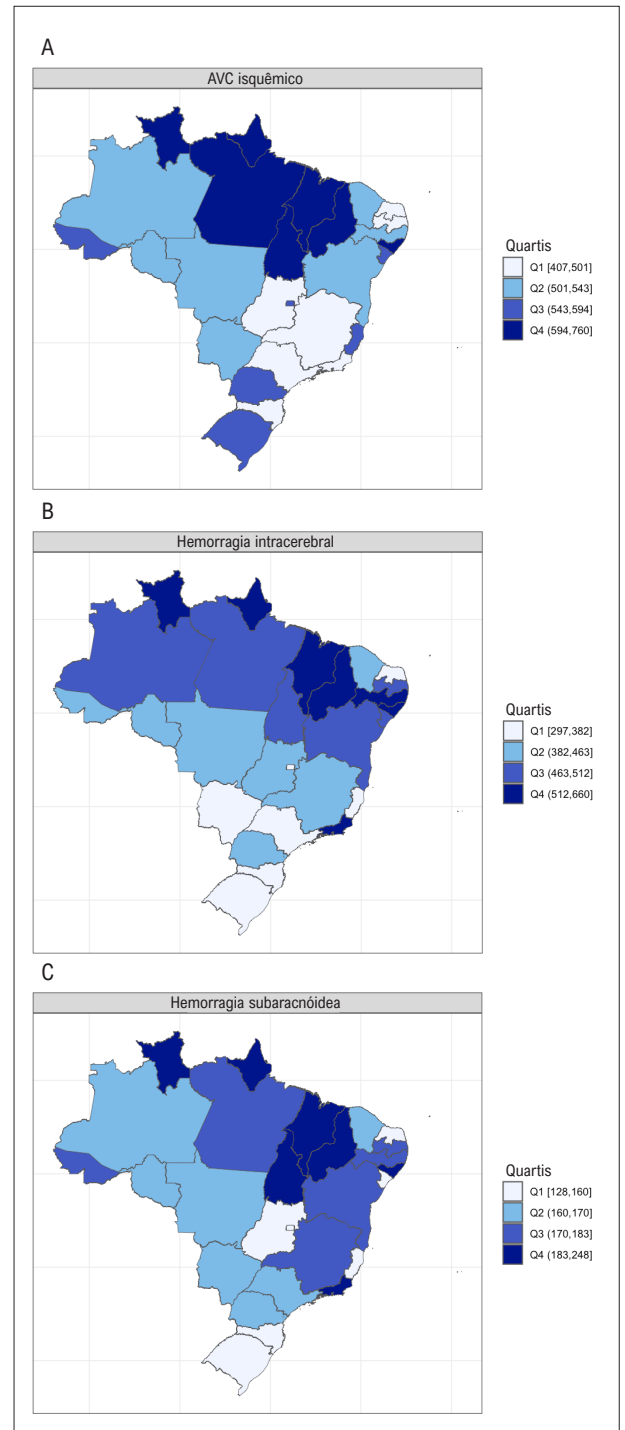 A
AVC isquêmico
Quartis
Q1 [407,501]
Q2 (501,543]
Q3 (543,594]
Q4 (594,760]
B
Hemorragia intracerebral
Quartis
Q1 [297,382]
Q2 (382,463]
Q3 (463,512]
Q4 (512,660]
C
Hemorragia subaracnóidea
Quartis
Q1 [128,160]
Q2 (160,170]
Q3 (170,183]
Q4 (183,248]